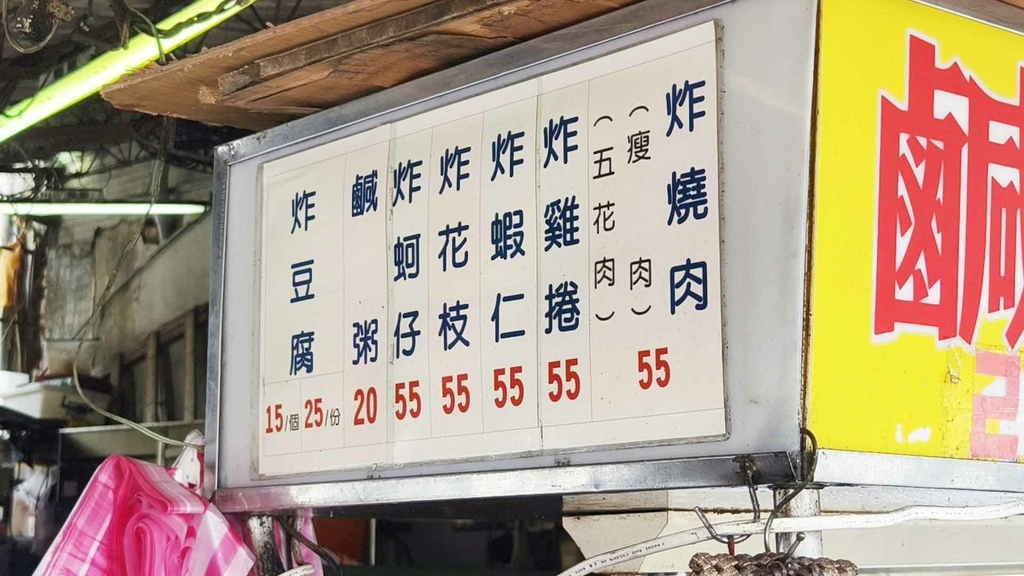 炸燒肉
（瘦肉）
（五花肉）
55
炸雞捲
55
炸蝦仁
55
炸花枝
55
炸蚵仔
55
鹹粥
20
炸豆腐
15/個 25/份
鹹